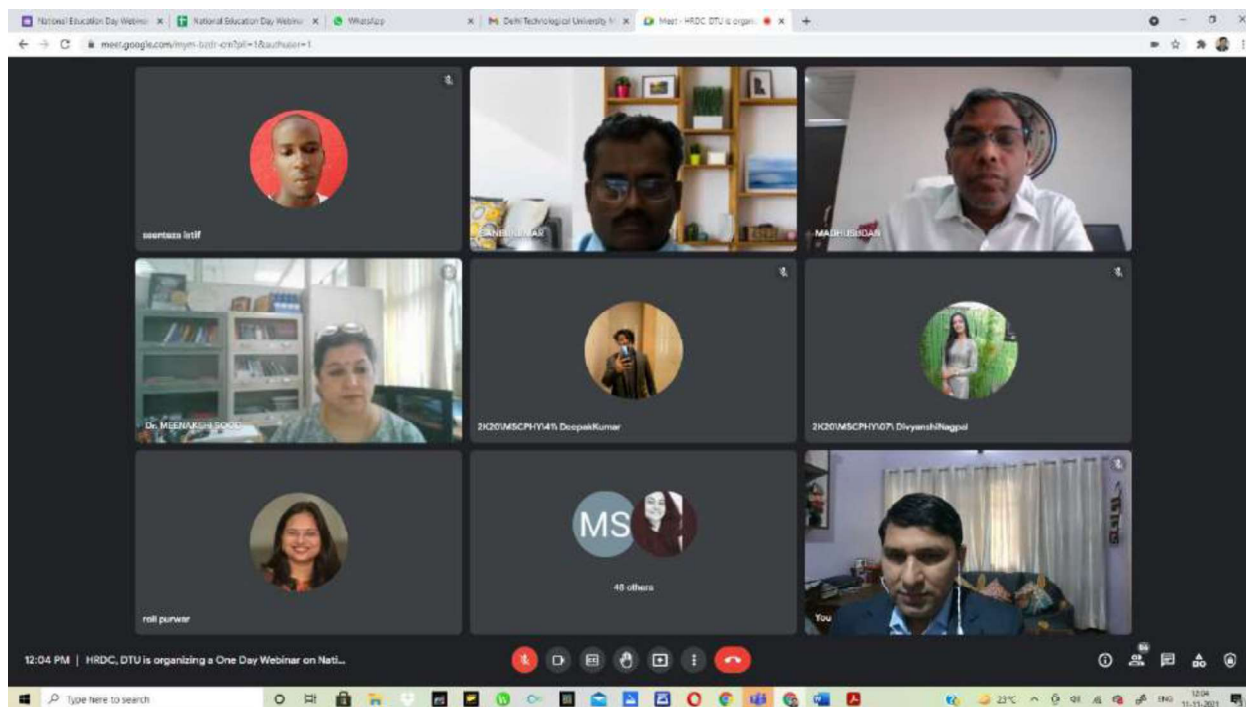 National Education Day Webinar
National Education Day Webinar
WhatsApp
Delhi Technological University M
Meet - HRDC, DTU is organi
meet.google.com/
seentaza istif
MADHUSUDAN
Dr. MEENAKSHI SOOD
2K20\MSCPHY\41\ DeepakKumar
2K20\MSCPHY\07\ DivyanshiNagpal
roli purwar
MS
48 others
You
12:04 PM | HRDC, DTU is organizing a One Day Webinar on Nati...
Type here to search
23°C
ENG
12:04
11-11-2021